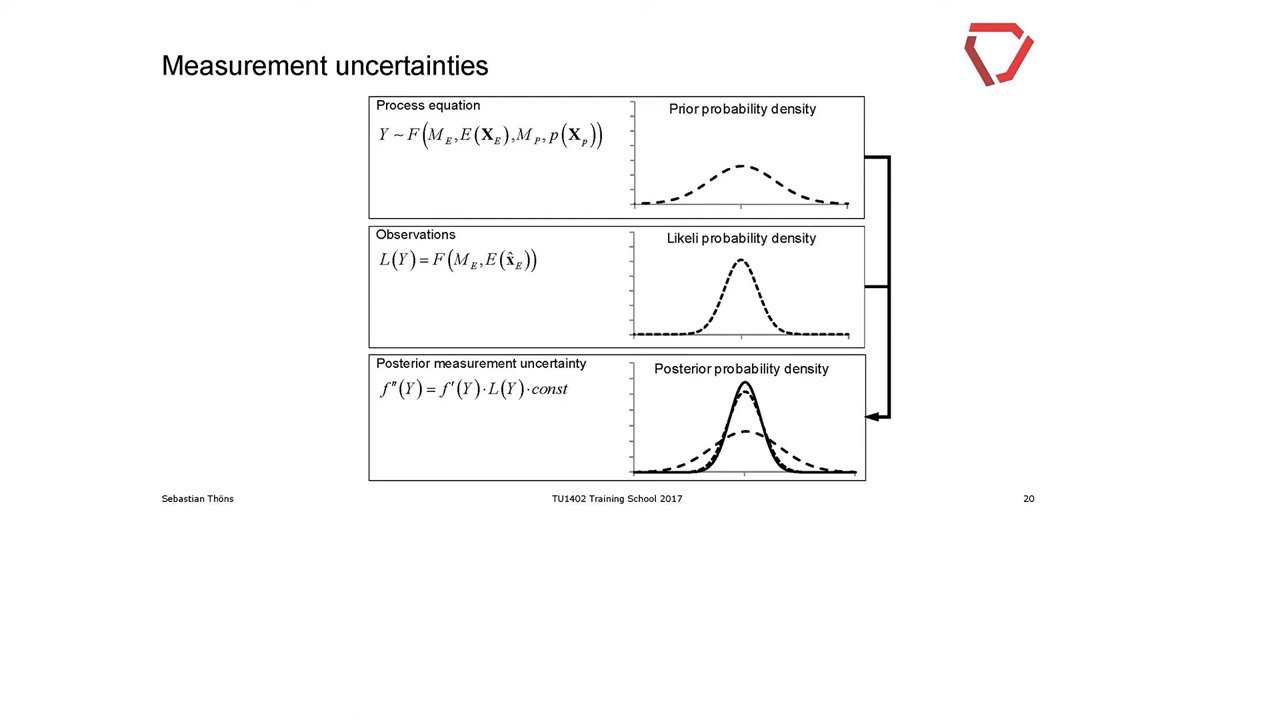 Measurement uncertainties
Process equation
Prior probability density
Y ~ F(M_E, E(X_E), M_P, p(X_p))
Observations
Likeli probability density
L(Y) = F(M_E, E(x̂_E))
Posterior measurement uncertainty
Posterior probability density
f″(Y) = f′(Y)·L(Y)·const
Sebastian Thöns
TU1402 Training School 2017
20